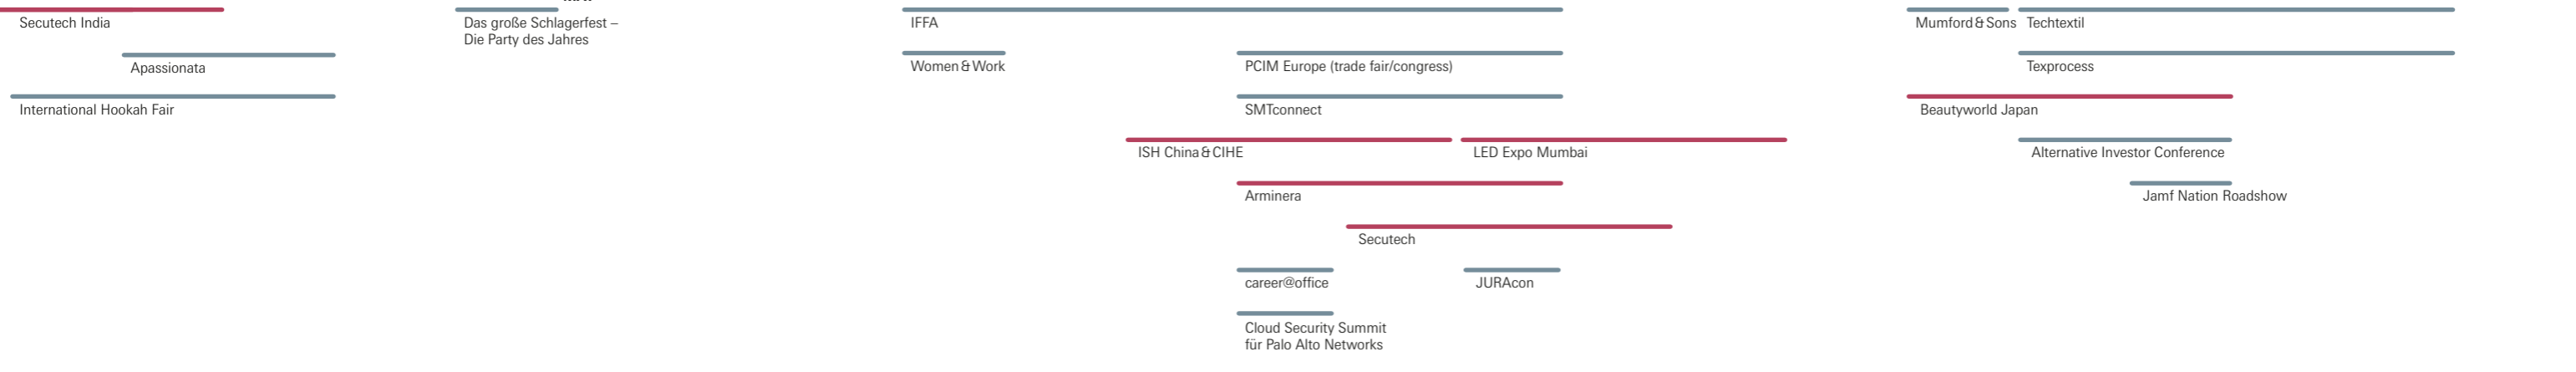 Secutech India
Das große Schlagerfest –
Die Party des Jahres
IFFA
Mumford & Sons
Techtextil
Apassionata
Women & Work
PCIM Europe (trade fair/congress)
Texprocess
International Hookah Fair
SMTconnect
Beautyworld Japan
ISH China & CIHE
LED Expo Mumbai
Alternative Investor Conference
Arminera
Jamf Nation Roadshow
Secutech
career@office
JURAcon
Cloud Security Summit
für Palo Alto Networks